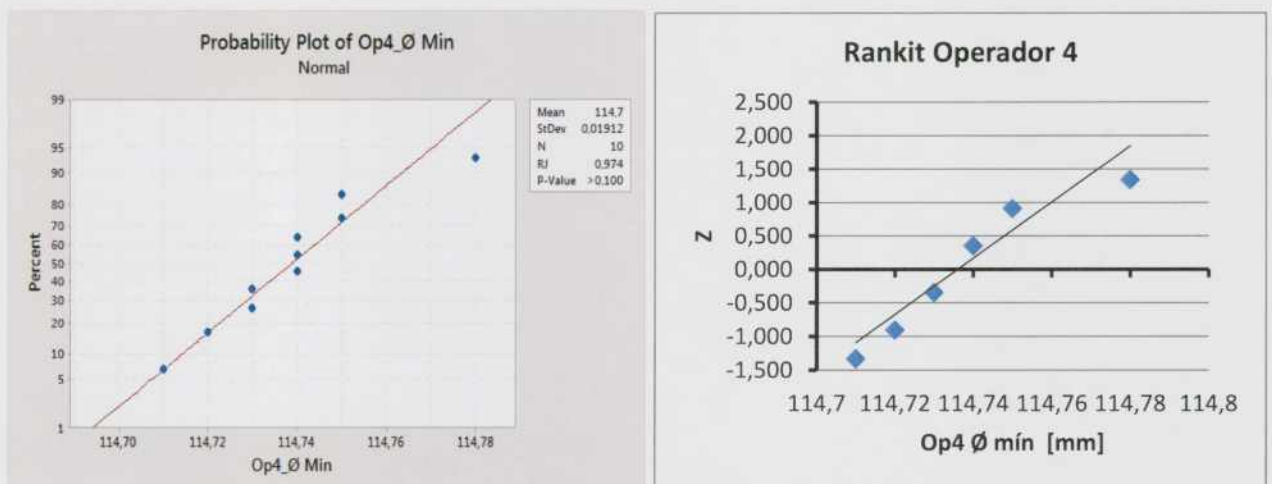 Probability Plot of Op4_Ø Min
Normal
99
95
90
80
70
60
50
40
30
20
10
5
1
Percent
114,70
114,72
114,74
114,76
114,78
Op4_Ø Min
Mean 114,7
StDev 0,01912
N 10
RJ 0,974
P-Value >0,100
Rankit Operador 4
2,500
2,000
1,500
1,000
0,500
0,000
-0,500
-1,000
-1,500
Z
114,7 114,72 114,74 114,76 114,78 114,8
Op4 Ø mín [mm]